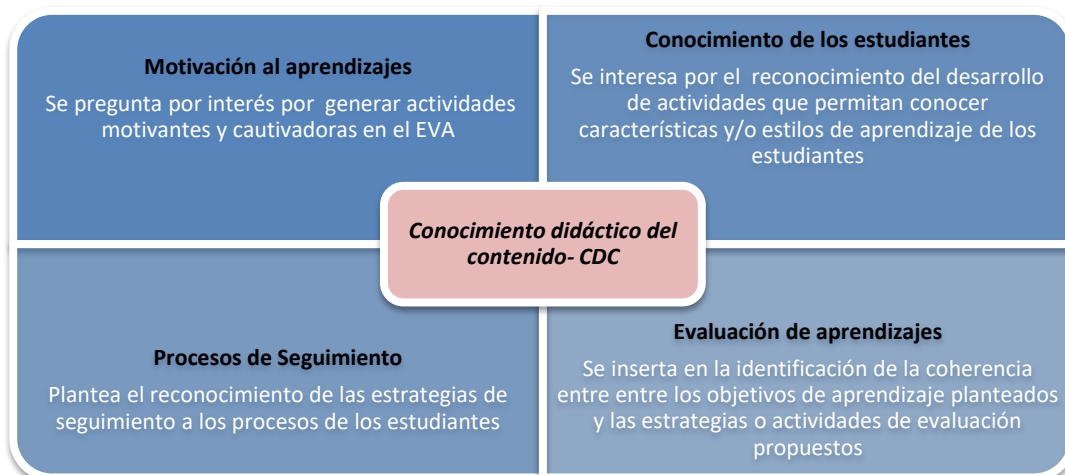 Motivación al aprendizajes
Se pregunta por interés por generar actividades
motivantes y cautivadoras en el EVA
Conocimiento de los estudiantes
Se interesa por el reconocimiento del desarrollo
de actividades que permitan conocer
características y/o estilos de aprendizaje de los
estudiantes
Conocimiento didáctico del
contenido- CDC
Procesos de Seguimiento
Plantea el reconocimiento de las estrategias de
seguimiento a los procesos de los estudiantes
Evaluación de aprendizajes
Se inserta en la identificación de la coherencia
entre entre los objetivos de aprendizaje planteados
y las estrategias o actividades de evaluación
propuestos